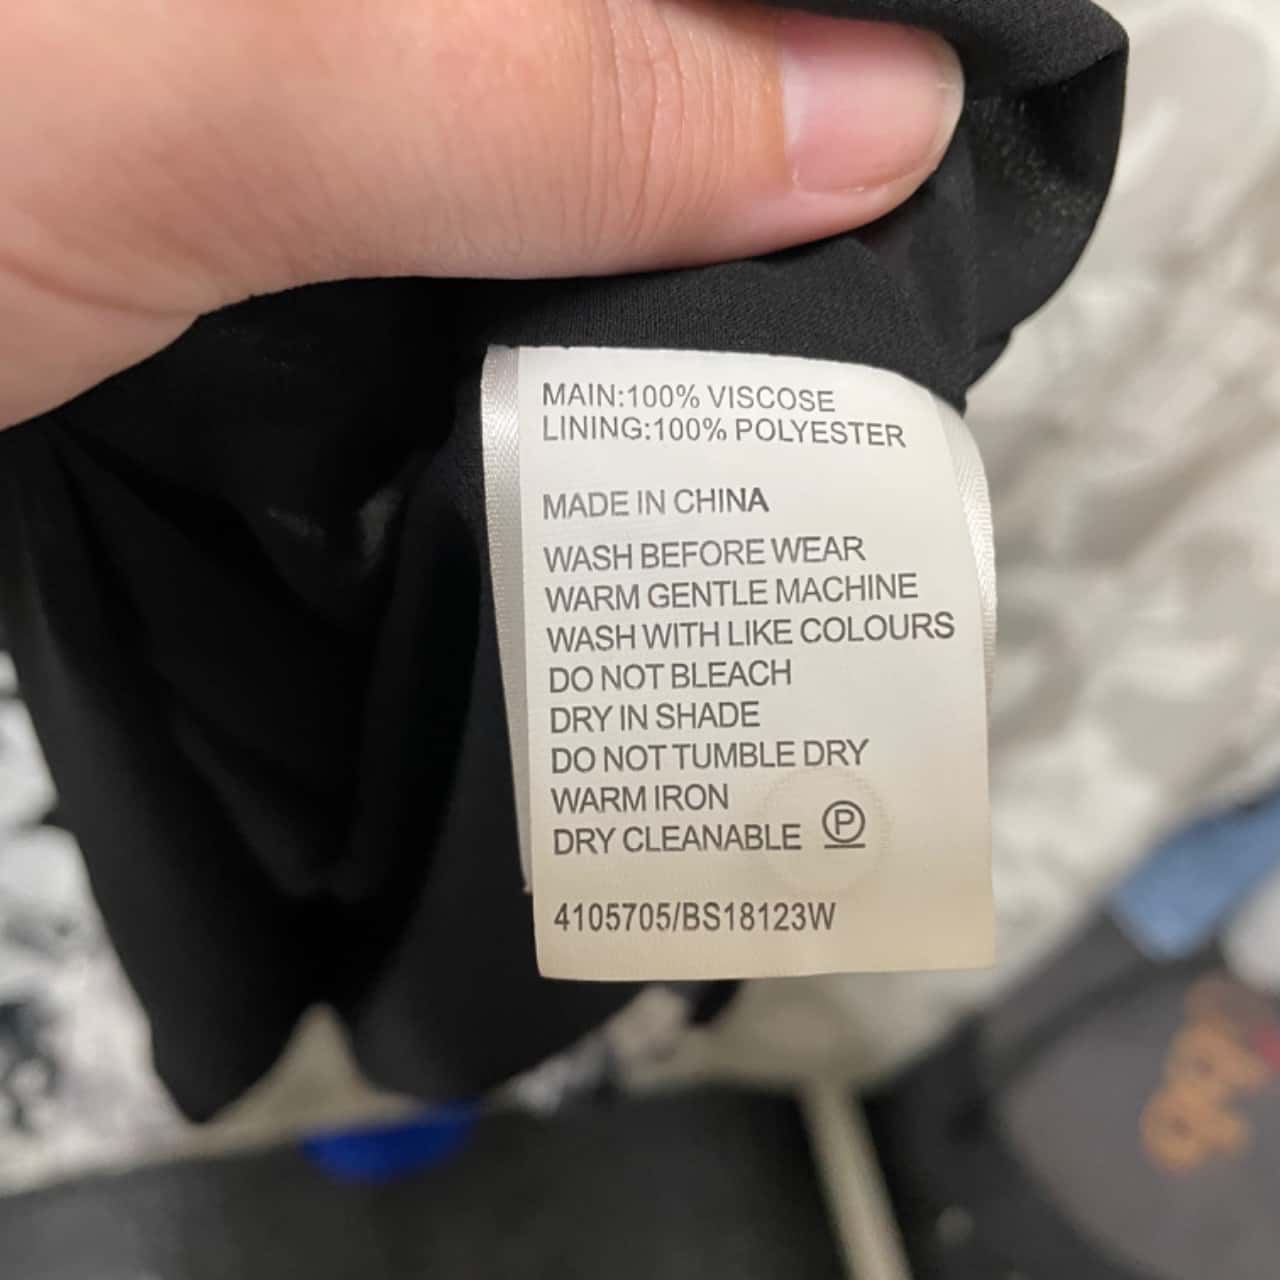 MAIN:100% VISCOSE
LINING:100% POLYESTER
MADE IN CHINA
WASH BEFORE WEAR
WARM GENTLE MACHINE
WASH WITH LIKE COLOURS
DO NOT BLEACH
DRY IN SHADE
DO NOT TUMBLE DRY
WARM IRON
DRY CLEANABLE P
4105705/BS18123W